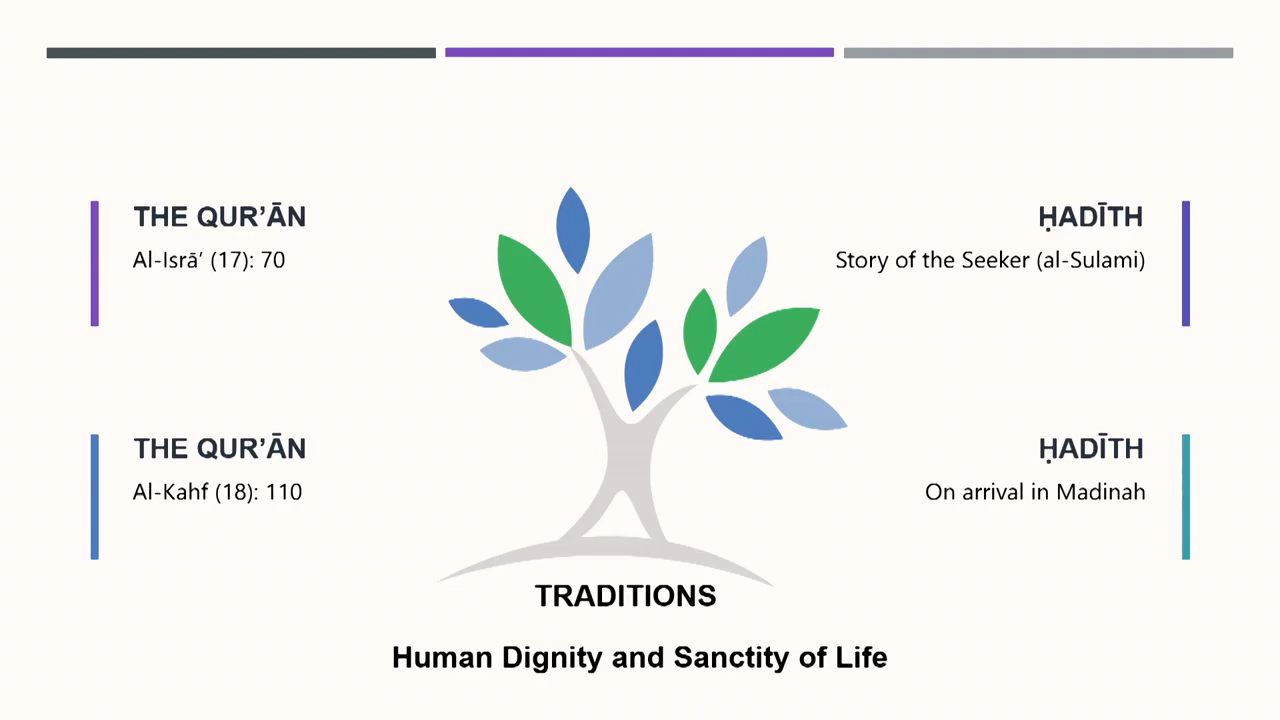 THE QUR’ĀN
Al-Isrā’ (17): 70
ḤADĪTH
Story of the Seeker (al-Sulami)
THE QUR’ĀN
Al-Kahf (18): 110
ḤADĪTH
On arrival in Madinah
TRADITIONS
Human Dignity and Sanctity of Life